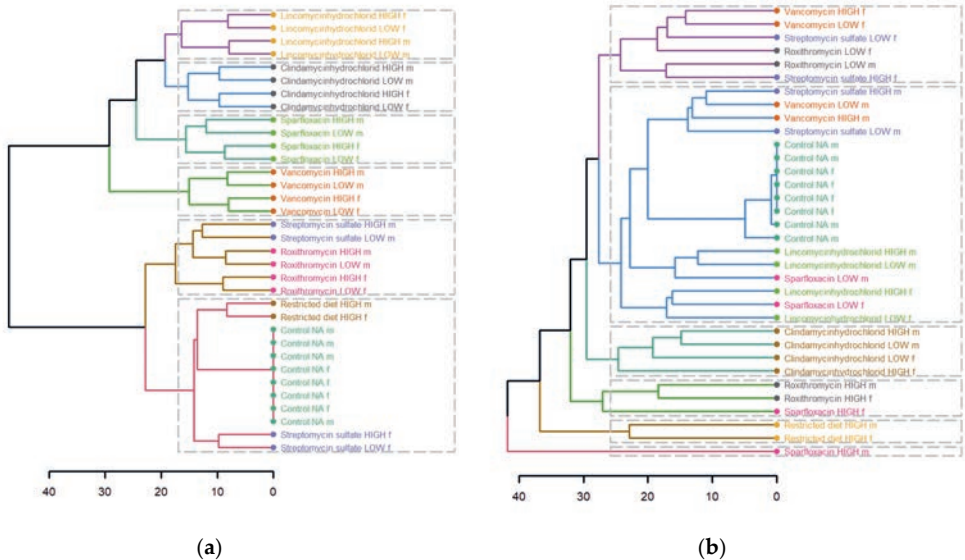 Lincomycinhydrochlorid HIGH f
Lincomycinhydrochlorid LOW f
Lincomycinhydrochlorid HIGH m
Lincomycinhydrochlorid LOW m
Clindamycinhydrochlorid HIGH m
Clindamycinhydrochlorid LOW m
Clindamycinhydrochlorid HIGH f
Clindamycinhydrochlorid LOW f
Sparfloxacin HIGH m
Sparfloxacin LOW m
Sparfloxacin HIGH f
Sparfloxacin LOW f
Vancomycin HIGH m
Vancomycin LOW m
Vancomycin HIGH f
Vancomycin LOW f
Streptomycin sulfate HIGH m
Streptomycin sulfate LOW m
Roxithromycin HIGH m
Roxithromycin LOW m
Roxithromycin HIGH f
Roxithromycin LOW f
Restricted diet HIGH m
Restricted diet HIGH f
Control NA m
Control NA m
Control NA m
Control NA f
Control NA f
Control NA f
Control NA f
Control NA m
Streptomycin sulfate HIGH f
Streptomycin sulfate LOW f
40 30 20 10 0
(a)
Vancomycin HIGH f
Vancomycin LOW f
Streptomycin sulfate LOW f
Roxithromycin LOW f
Roxithromycin LOW m
Streptomycin sulfate HIGH f
Streptomycin sulfate HIGH m
Vancomycin LOW m
Vancomycin HIGH m
Streptomycin sulfate LOW m
Control NA m
Control NA m
Control NA f
Control NA f
Control NA f
Control NA f
Control NA m
Control NA m
Lincomycinhydrochlorid HIGH m
Lincomycinhydrochlorid LOW m
Sparfloxacin LOW m
Lincomycinhydrochlorid HIGH f
Sparfloxacin LOW f
Lincomycinhydrochlorid LOW f
Clindamycinhydrochlorid HIGH m
Clindamycinhydrochlorid LOW m
Clindamycinhydrochlorid LOW f
Clindamycinhydrochlorid HIGH f
Roxithromycin HIGH m
Roxithromycin HIGH f
Sparfloxacin HIGH f
Restricted diet HIGH m
Restricted diet HIGH f
Sparfloxacin HIGH m
40 30 20 10 0
(b)